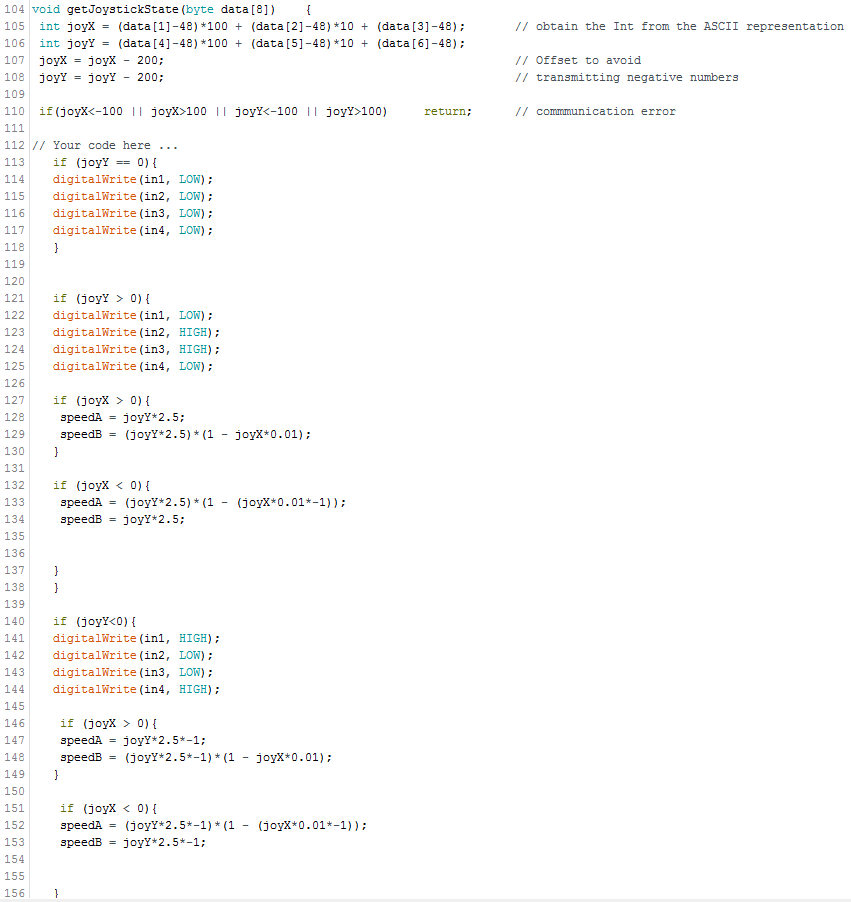 104 void getJoystickState(byte data[8])    {
105  int joyX = (data[1]-48)*100 + (data[2]-48)*10 + (data[3]-48);       // obtain the Int from the ASCII representation
106  int joyY = (data[4]-48)*100 + (data[5]-48)*10 + (data[6]-48);
107  joyX = joyX - 200;                                                  // Offset to avoid
108  joyY = joyY - 200;                                                  // transmitting negative numbers
109
110  if(joyX<-100 || joyX>100 || joyY<-100 || joyY>100)     return;      // commmunication error
111
112 // Your code here ...
113    if (joyY == 0){
114    digitalWrite(in1, LOW);
115    digitalWrite(in2, LOW);
116    digitalWrite(in3, LOW);
117    digitalWrite(in4, LOW);
118    }
119
120
121    if (joyY > 0){
122    digitalWrite(in1, LOW);
123    digitalWrite(in2, HIGH);
124    digitalWrite(in3, HIGH);
125    digitalWrite(in4, LOW);
126
127    if (joyX > 0){
128     speedA = joyY*2.5;
129     speedB = (joyY*2.5)*(1 - joyX*0.01);
130    }
131
132    if (joyX < 0){
133     speedA = (joyY*2.5)*(1 - (joyX*0.01*-1));
134     speedB = joyY*2.5;
135
136
137    }
138    }
139
140    if (joyY<0){
141    digitalWrite(in1, HIGH);
142    digitalWrite(in2, LOW);
143    digitalWrite(in3, LOW);
144    digitalWrite(in4, HIGH);
145
146     if (joyX > 0){
147     speedA = joyY*2.5*-1;
148     speedB = (joyY*2.5*-1)*(1 - joyX*0.01);
149    }
150
151     if (joyX < 0){
152     speedA = (joyY*2.5*-1)*(1 - (joyX*0.01*-1));
153     speedB = joyY*2.5*-1;
154
155
156    }